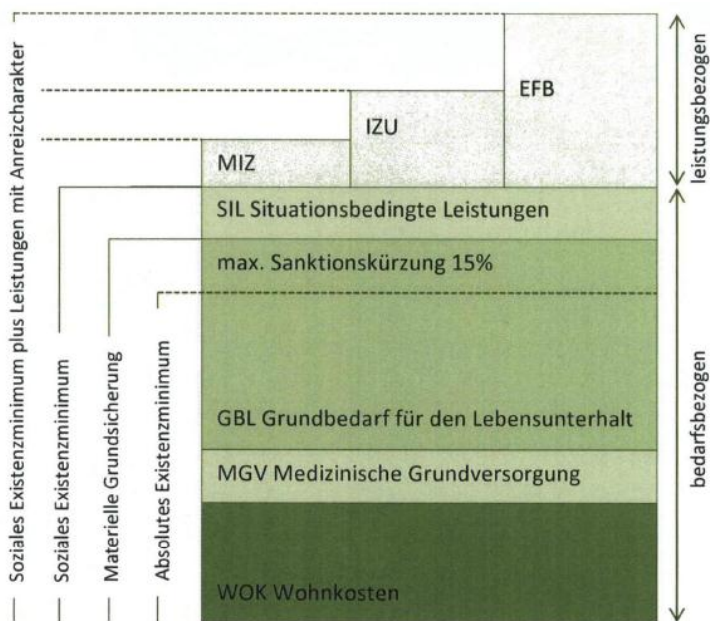 Soziales Existenzminimum plus Leistungen mit Anreizcharakter
Soziales Existenzminimum
Materielle Grundsicherung
Absolutes Existenzminimum
EFB
IZU
MIZ
SIL Situationsbedingte Leistungen
max. Sanktionskürzung 15%
GBL Grundbedarf für den Lebensunterhalt
MGV Medizinische Grundversorgung
WOK Wohnkosten
leistungsbezogen
bedarfsbezogen